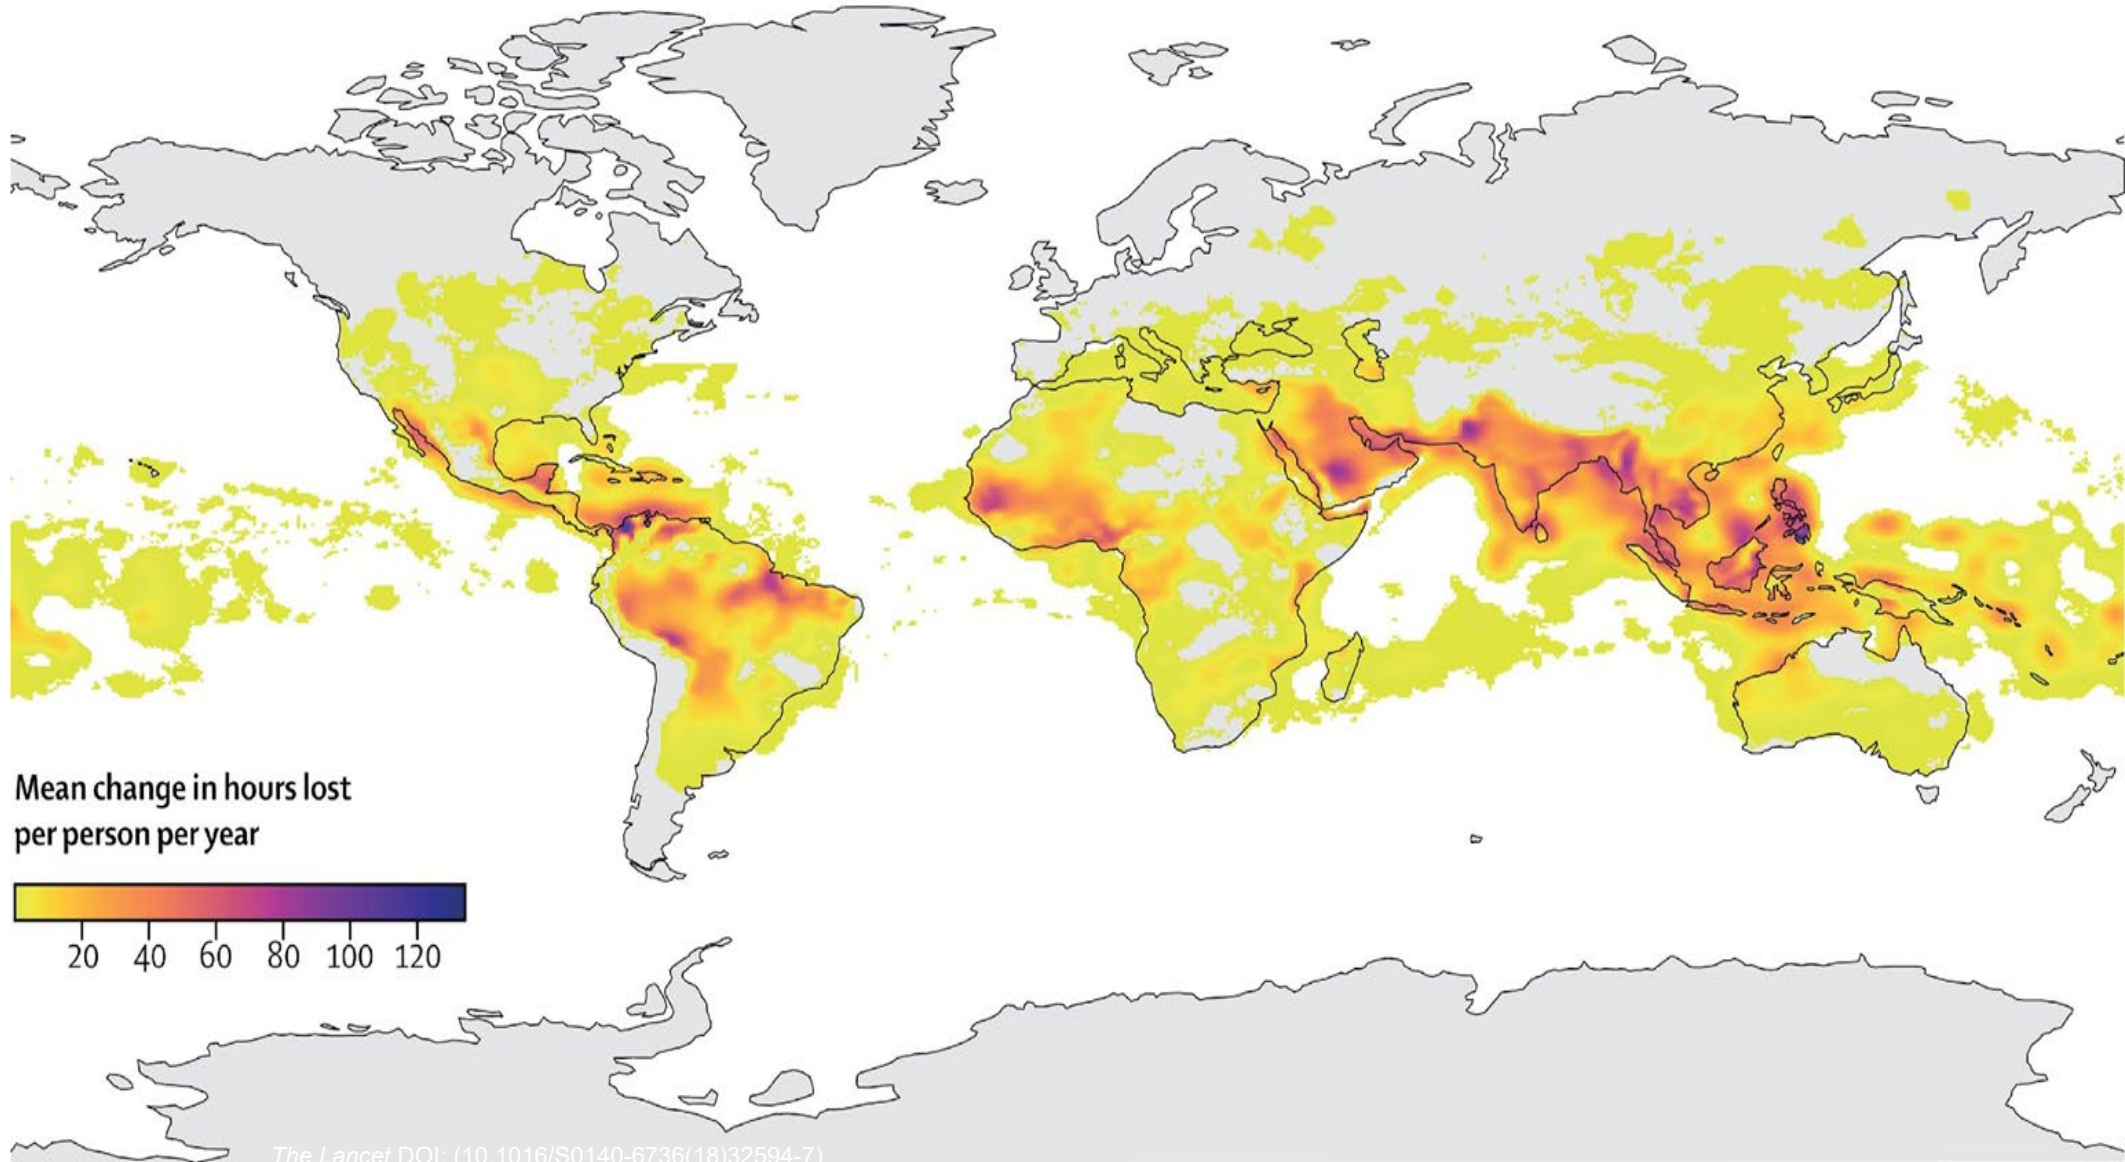 Mean change in hours lost
per person per year
20 40 60 80 100 120
The Lancet DOI: (10.1016/S0140-6736(18)32594-7)